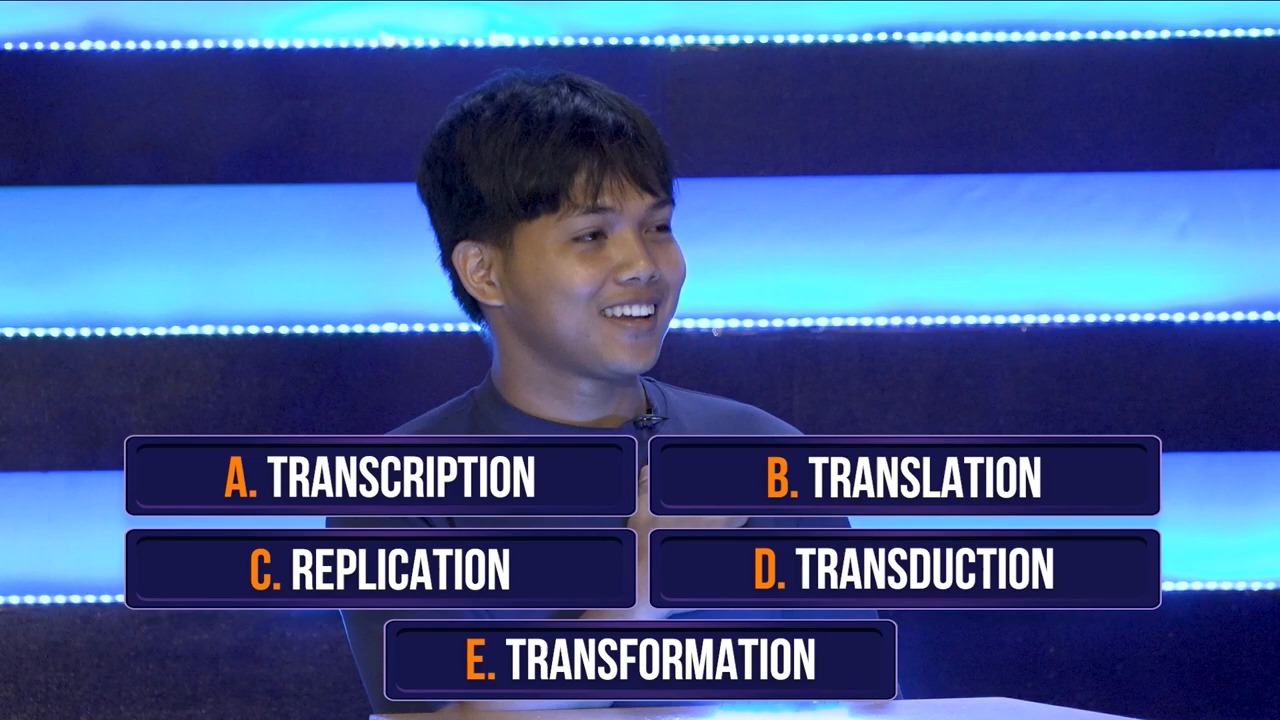 A. TRANSCRIPTION
B. TRANSLATION
C. REPLICATION
D. TRANSDUCTION
E. TRANSFORMATION